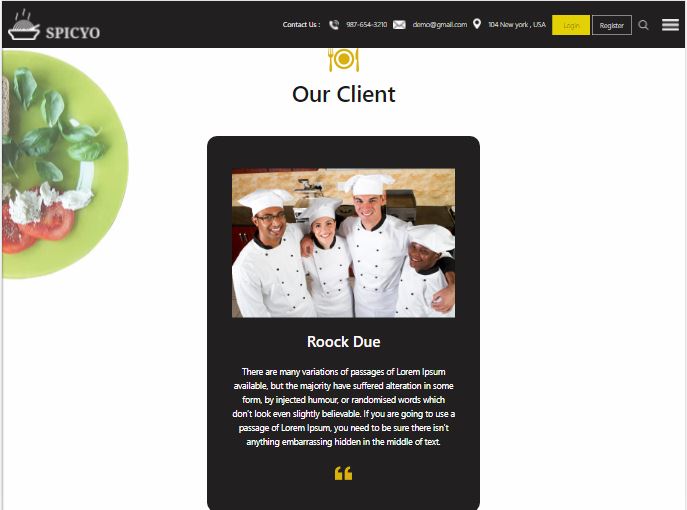 SPICYO
Contact Us : 987-654-3210 demo@gmail.com 104 New york , USA Login Register
Our Client
Roock Due
There are many variations of passages of Lorem Ipsum
available, but the majority have suffered alteration in some
form, by injected humour, or randomised words which
don't look even slightly believable. If you are going to use a
passage of Lorem Ipsum, you need to be sure there isn't
anything embarrassing hidden in the middle of text.